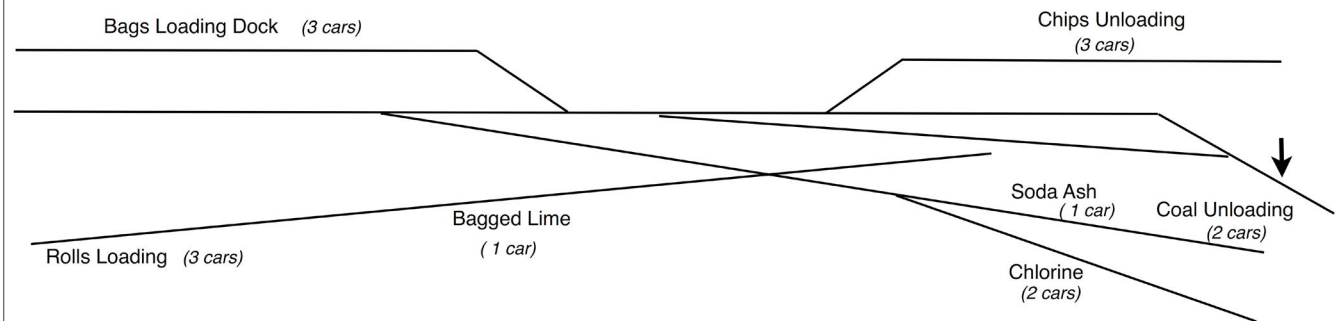 Bags Loading Dock (3 cars)
Chips Unloading
(3 cars)
Soda Ash
( 1 car)
Coal Unloading
(2 cars)
Bagged Lime
( 1 car)
Rolls Loading (3 cars)
Chlorine
(2 cars)